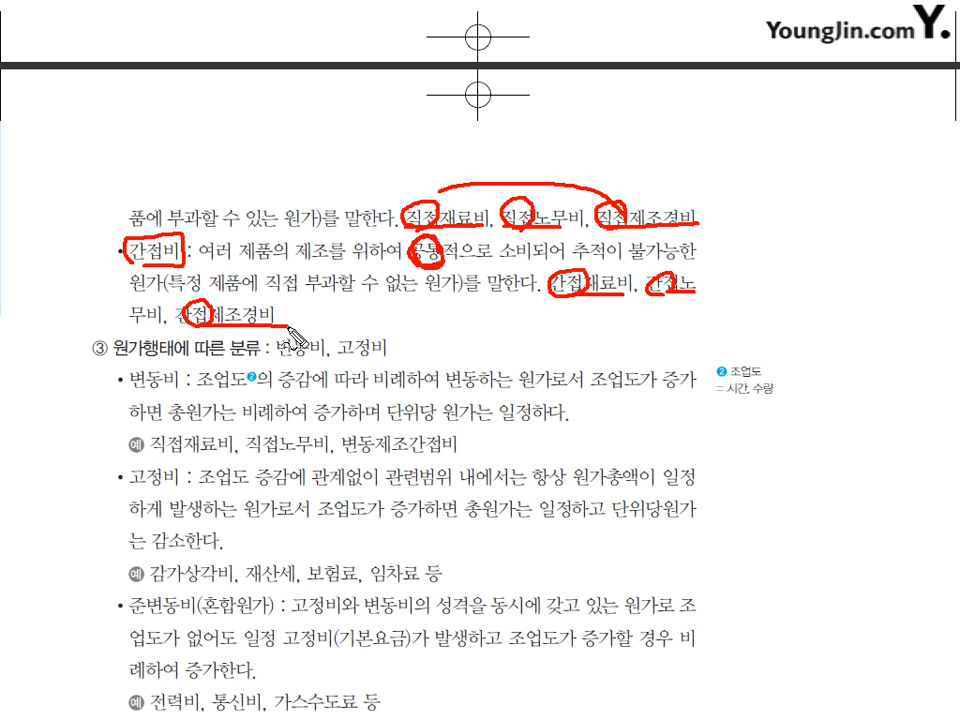 YoungJin.com Y.
품에 부과할 수 있는 원가)를 말한다. 직접재료비, 직접노무비, 직접제조경비
• 간접비 : 여러 제품의 제조를 위하여 공통적으로 소비되어 추적이 불가능한
원가(특정 제품에 직접 부과할 수 없는 원가)를 말한다. 간접재료비, 간접노
무비, 간접제조경비
③ 원가행태에 따른 분류 : 변동비, 고정비
• 변동비 : 조업도❷의 증감에 따라 비례하여 변동하는 원가로서 조업도가 증가
하면 총원가는 비례하여 증가하며 단위당 원가는 일정하다.
예 직접재료비, 직접노무비, 변동제조간접비
❷ 조업도
= 시간, 수량
• 고정비 : 조업도 증감에 관계없이 관련범위 내에서는 항상 원가총액이 일정
하게 발생하는 원가로서 조업도가 증가하면 총원가는 일정하고 단위당원가
는 감소한다.
예 감가상각비, 재산세, 보험료, 임차료 등
• 준변동비(혼합원가) : 고정비와 변동비의 성격을 동시에 갖고 있는 원가로 조
업도가 없어도 일정 고정비(기본요금)가 발생하고 조업도가 증가할 경우 비
례하여 증가한다.
예 전력비, 통신비, 가스수도료 등